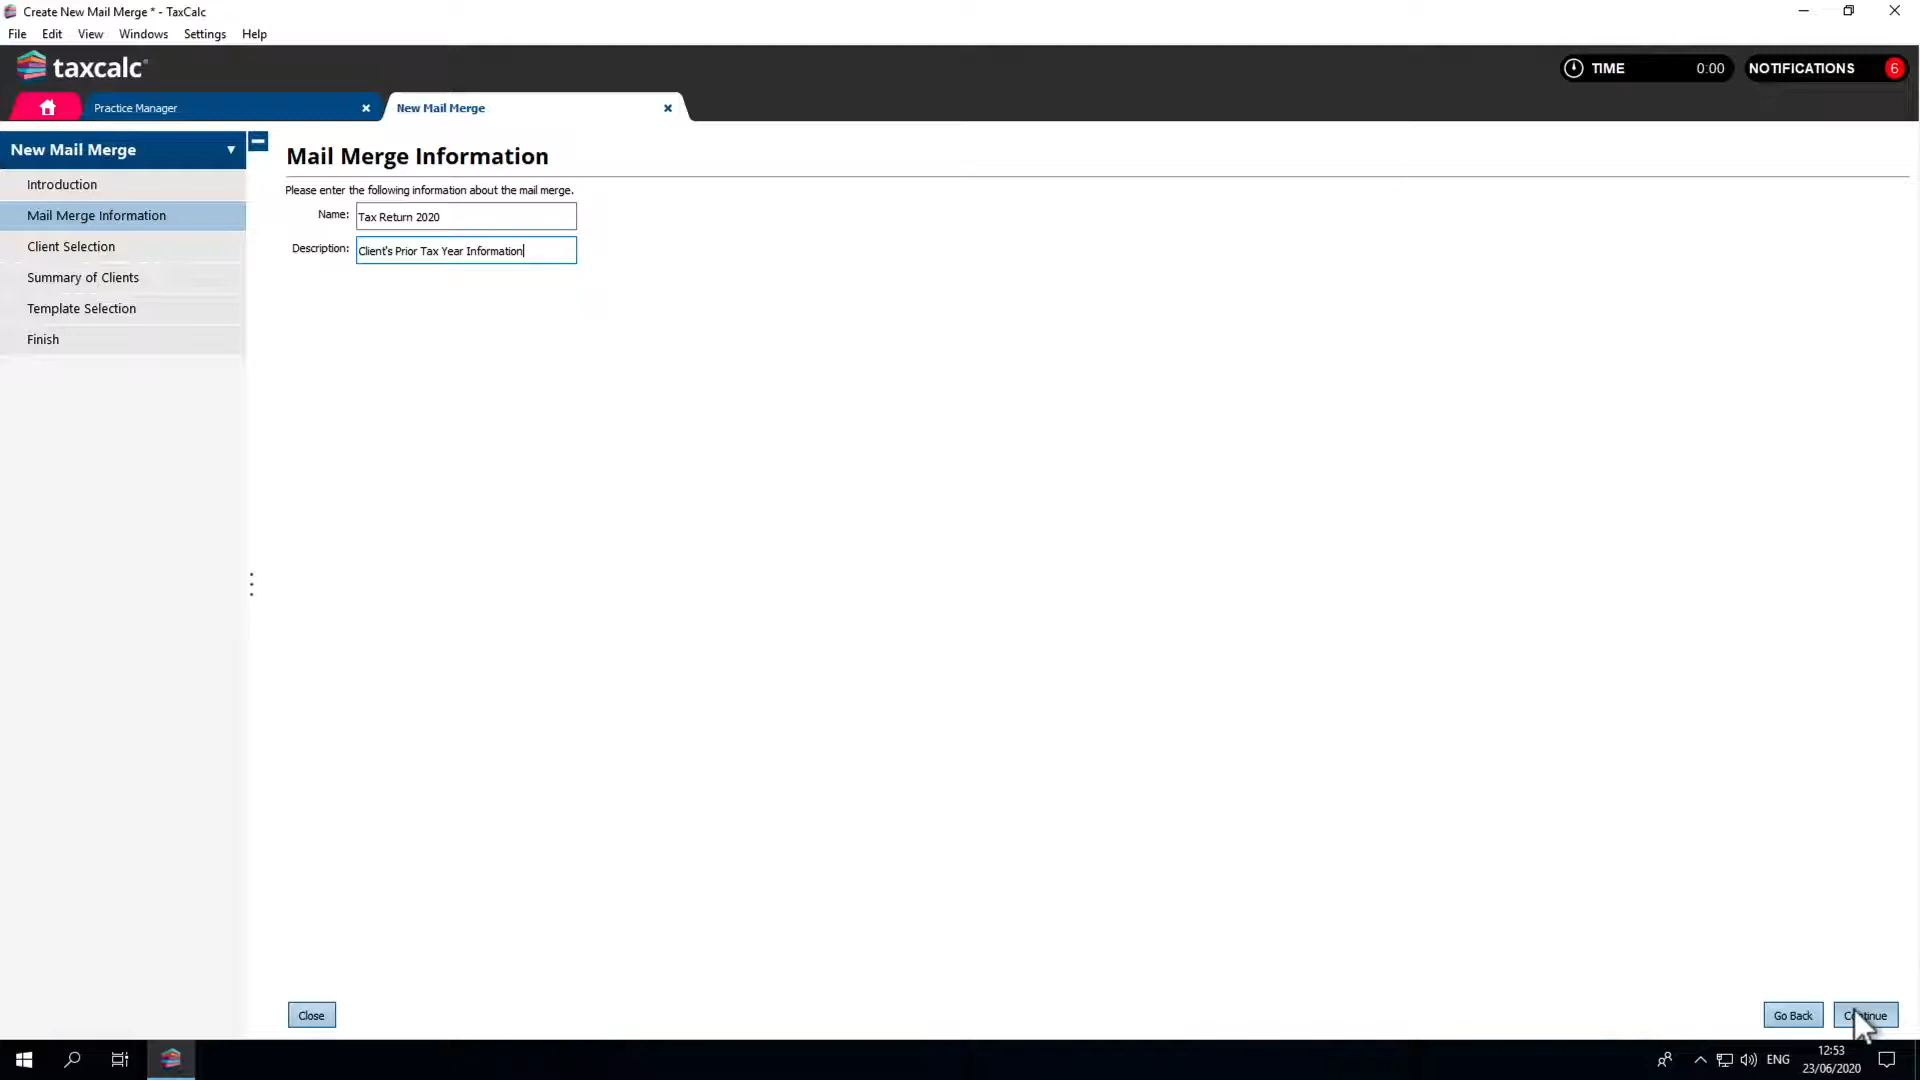 Create New Mail Merge * - TaxCalc
File Edit View Windows Settings Help
taxcalc
TIME 0:00 NOTIFICATIONS 6
Practice Manager
New Mail Merge
New Mail Merge
Introduction
Mail Merge Information
Client Selection
Summary of Clients
Template Selection
Finish
Mail Merge Information
Please enter the following information about the mail merge.
Name: Tax Return 2020
Description: Client's Prior Tax Year Information
Close
Go Back
Continue
ENG
12:53
23/06/2020